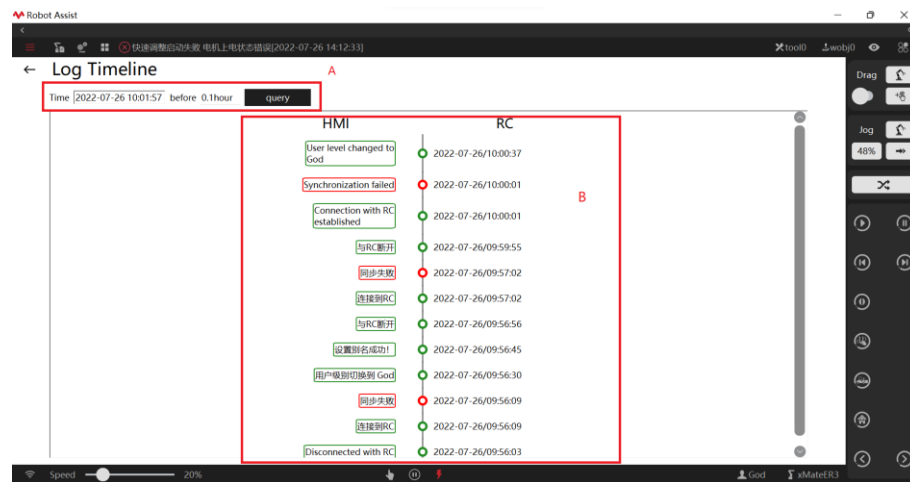 Robot Assist
快速调整启动失败 电机上电状态错误[2022-07-26 14:12:33]
tool0
wobj0
Log Timeline
A
Time 2022-07-26 10:01:57 before 0.1hour query
HMI RC
User level changed to
God
2022-07-26/10:00:37
Synchronization failed 2022-07-26/10:00:01
B
Connection with RC
established
2022-07-26/10:00:01
与RC断开 2022-07-26/09:59:55
同步失败 2022-07-26/09:57:02
连接到RC 2022-07-26/09:57:02
与RC断开 2022-07-26/09:56:56
设置别名成功! 2022-07-26/09:56:45
用户级别切换到 God 2022-07-26/09:56:30
同步失败 2022-07-26/09:56:09
连接到RC 2022-07-26/09:56:09
Disconnected with RC 2022-07-26/09:56:03
Drag
Jog
48%
Speed 20%
God
xMateER3